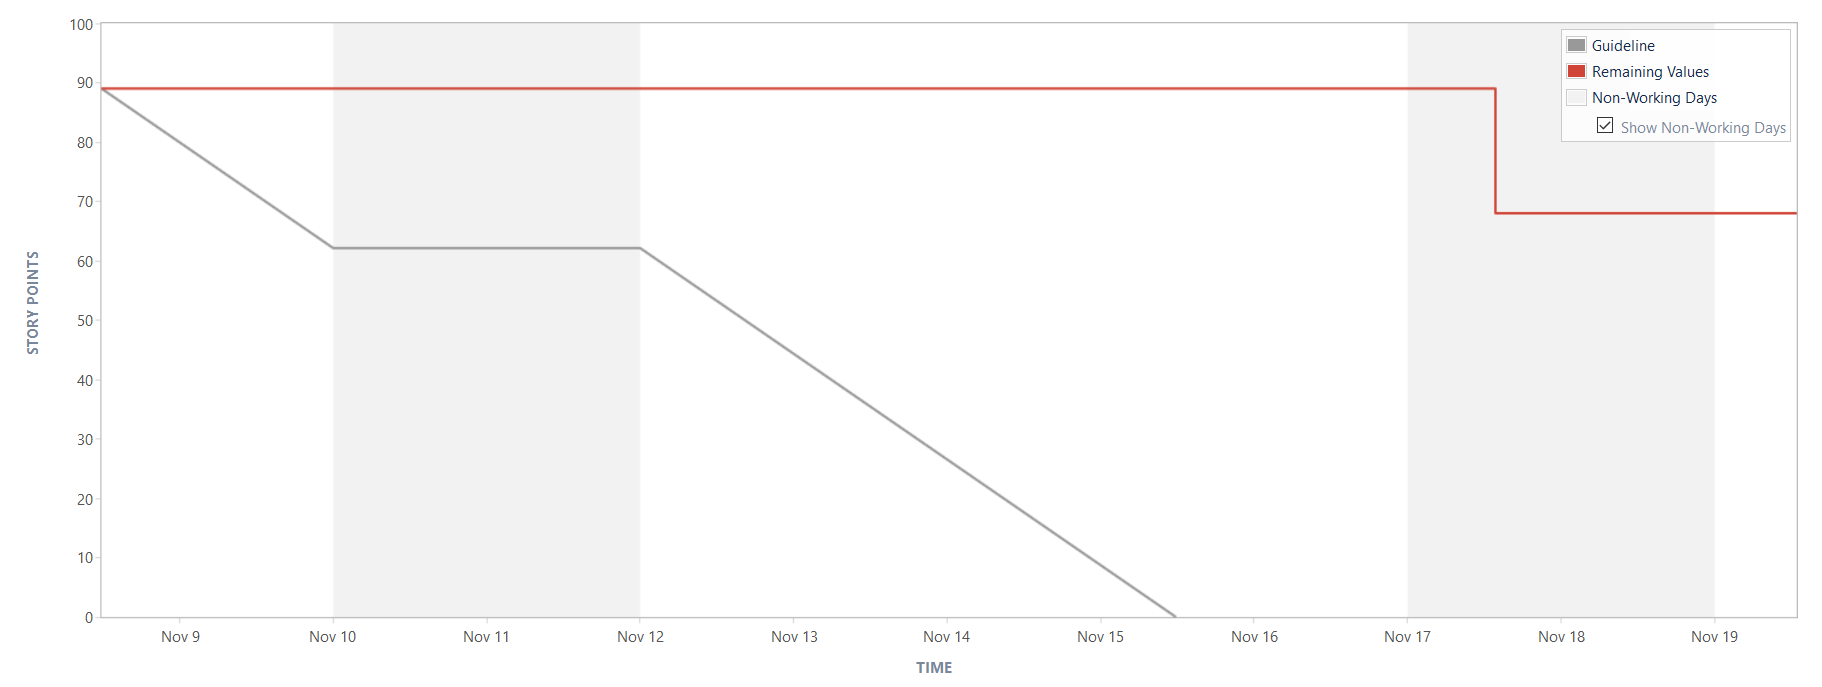 100
90
80
70
60
50
40
30
20
10
0
STORY POINTS
Guideline
Remaining Values
Non-Working Days
Show Non-Working Days
Nov 9 Nov 10 Nov 11 Nov 12 Nov 13 Nov 14 Nov 15 Nov 16 Nov 17 Nov 18 Nov 19
TIME